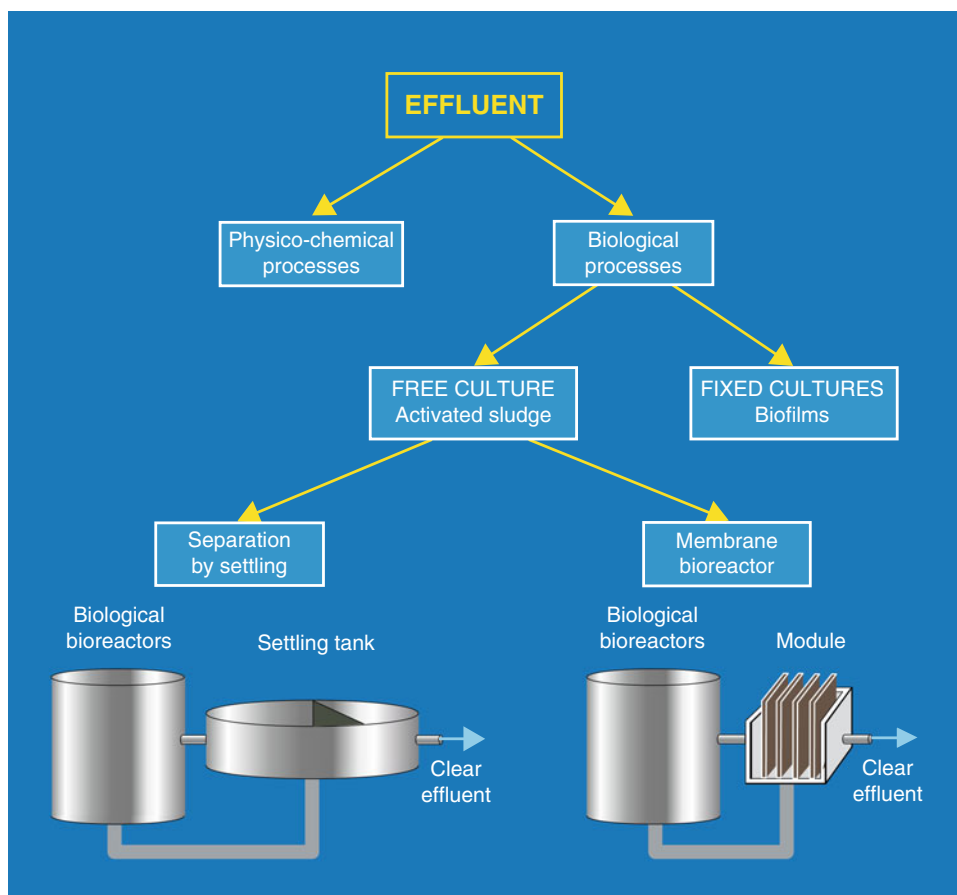 EFFLUENT
Physico-chemical
processes
Biological
processes
FREE CULTURE
Activated sludge
FIXED CULTURES
Biofilms
Separation
by settling
Membrane
bioreactor
Biological
bioreactors
Settling tank
Clear
effluent
Biological
bioreactors
Module
Clear
effluent